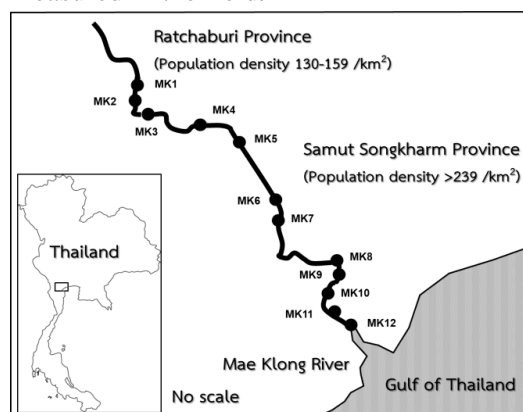 Ratchaburi Province
(Population density 130-159 /km²)
MK1
MK2
MK3
MK4
MK5
Samut Songkharm Province
(Population density >239 /km²)
MK6
MK7
Thailand
MK8
MK9
MK10
MK11
MK12
Mae Klong River
No scale
Gulf of Thailand